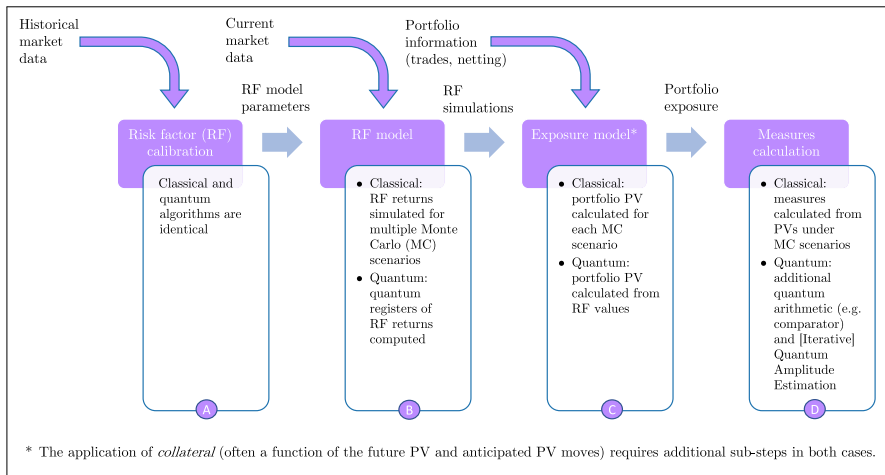 Historical
market
data
Current
market
data
Portfolio
information
(trades, netting)
RF model
parameters
RF
simulations
Portfolio
exposure
Risk factor (RF)
calibration
RF model
Exposure model*
Measures
calculation
Classical and
quantum
algorithms are
identical
• Classical:
RF returns
simulated for
multiple Monte
Carlo (MC)
scenarios
• Quantum:
quantum
registers of
RF returns
computed
• Classical:
portfolio PV
calculated for
each MC
scenario
• Quantum:
portfolio PV
calculated from
RF values
• Classical:
measures
calculated from
PVs under
MC scenarios
• Quantum:
additional
quantum
arithmetic (e.g.
comparator)
and [Iterative]
Quantum
Amplitude
Estimation
A
B
C
D
* The application of collateral (often a function of the future PV and anticipated PV moves) requires additional sub-steps in both cases.